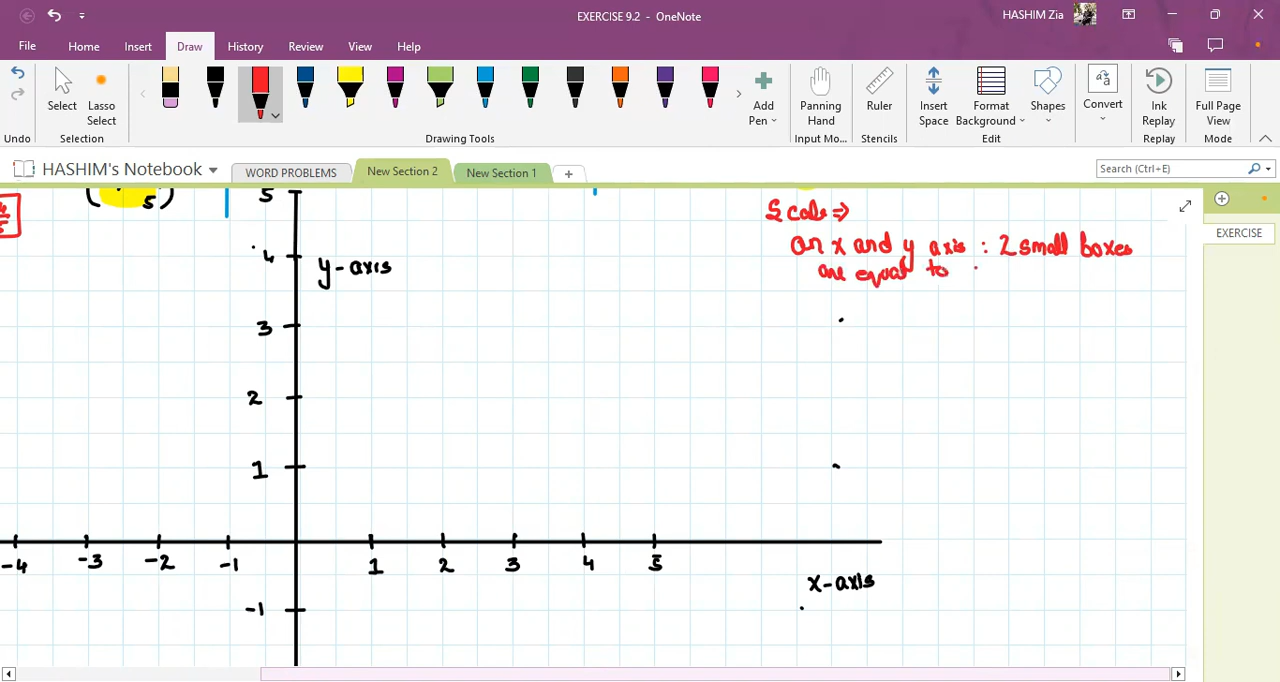 EXERCISE 9.2 - OneNote
HASHIM Zia
File Home Insert Draw History Review View Help
Select
Lasso Select
Add Pen
Panning Hand
Ruler
Insert Space
Format Background
Shapes
Convert
Ink Replay
Full Page View
Undo Selection Drawing Tools Input Mo... Stencils Edit Replay Mode
HASHIM's Notebook WORD PROBLEMS New Section 2 New Section 1 Search (Ctrl+E)
EXERCISE
5
( 5 )
5
Scale ⇒
on x and y axis : 2 small boxes
are equal to
4
y-axis
3
2
1
-4 -3 -2 -1 1 2 3 4 5
x-axis
-1